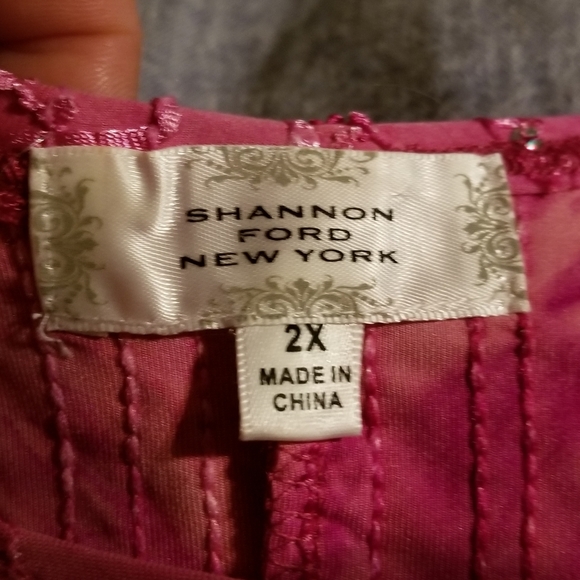 SHANNON
FORD
NEW YORK
2X
MADE IN
CHINA